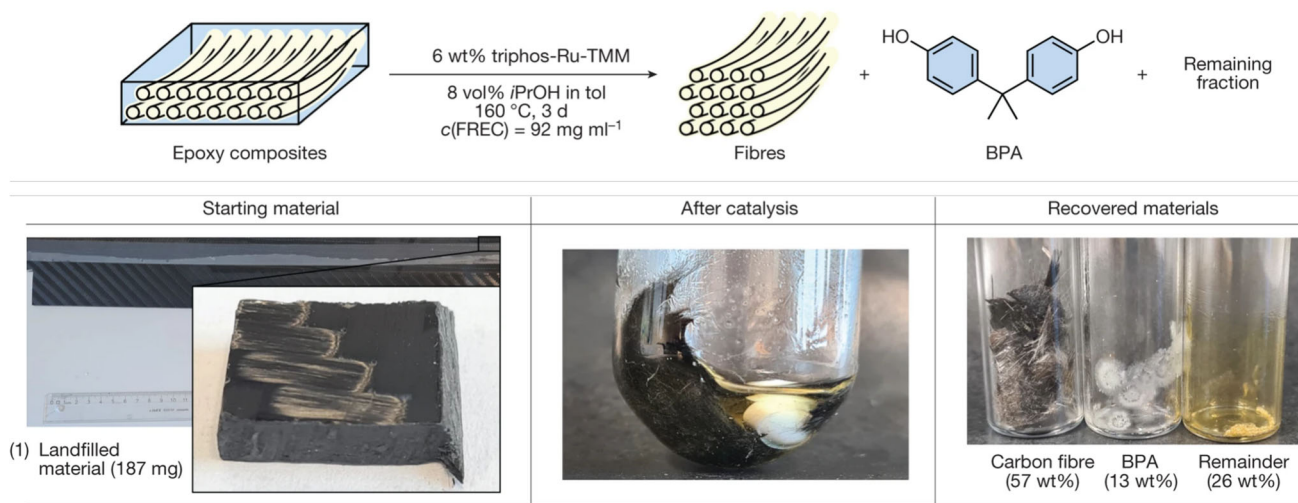 6 wt% triphos-Ru-TMM
8 vol% iPrOH in tol
160 °C, 3 d
c(FREC) = 92 mg ml⁻¹
Epoxy composites
Fibres
+
HO
OH
BPA
+
Remaining
fraction
Starting material
After catalysis
Recovered materials
(1) Landfilled
material (187 mg)
Carbon fibre
(57 wt%)
BPA
(13 wt%)
Remainder
(26 wt%)